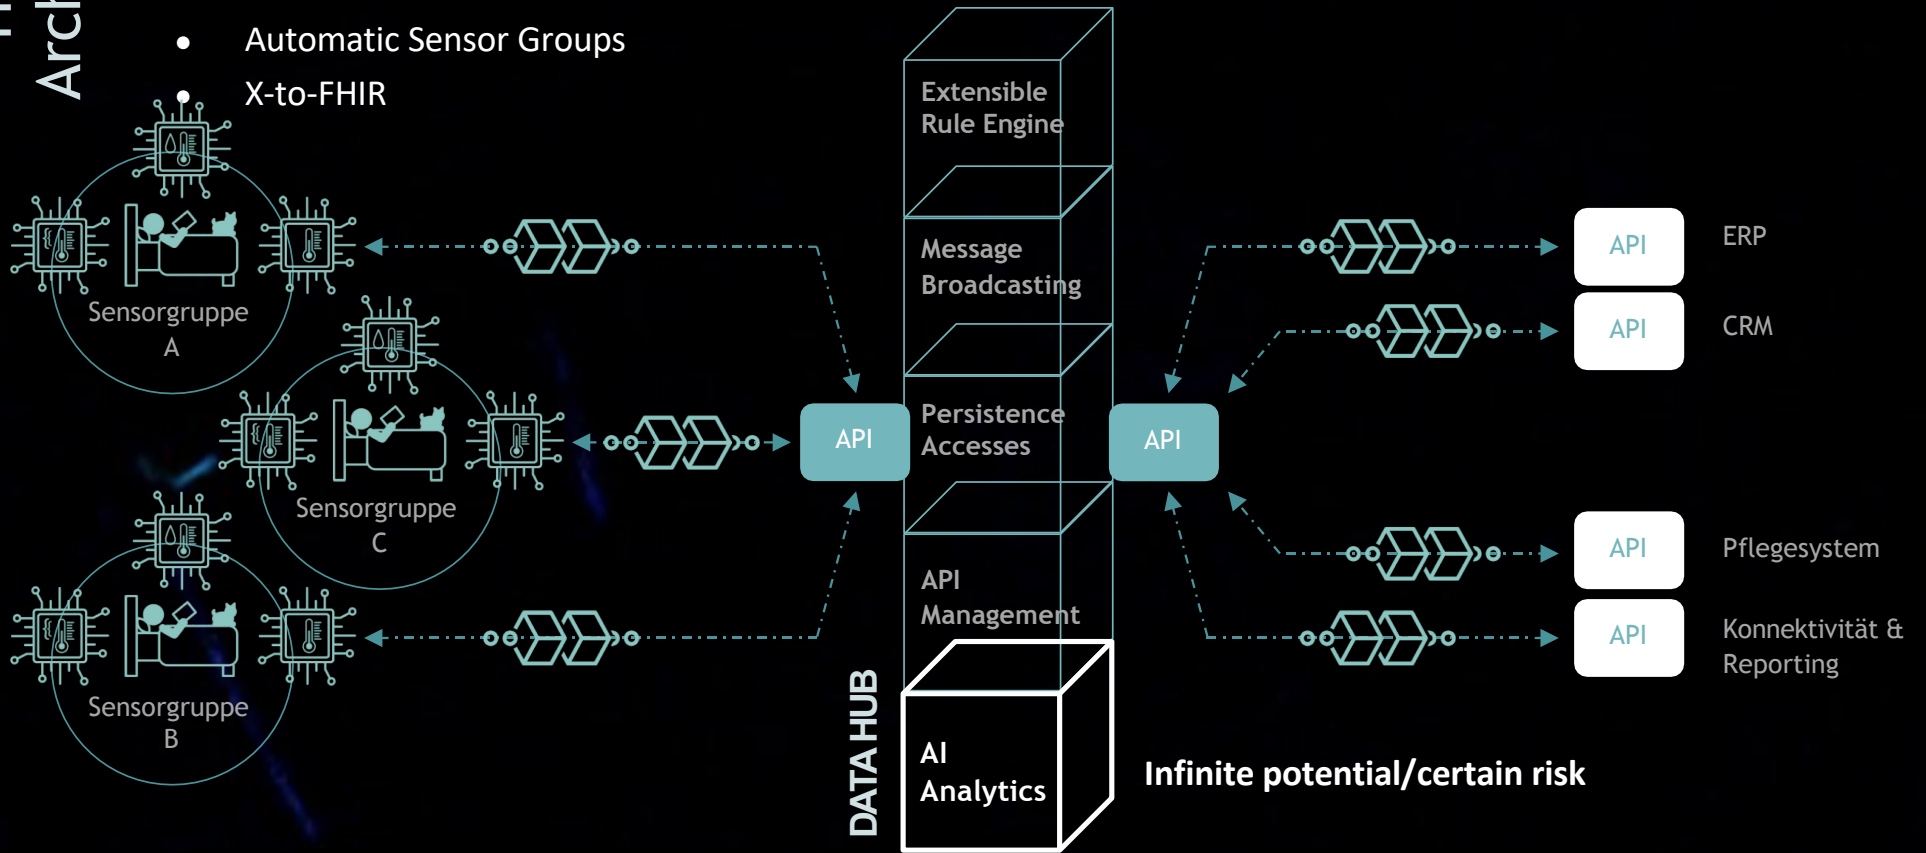 Arch
Automatic Sensor Groups
X-to-FHIR
Sensorgruppe
A
Sensorgruppe
C
Sensorgruppe
B
Extensible
Rule Engine
Message
Broadcasting
Persistence
Accesses
API
Management
AI
Analytics
DATA HUB
API
API
Infinite potential/certain risk
API
ERP
API
CRM
API
Pflegesystem
API
Konnektivität &
Reporting